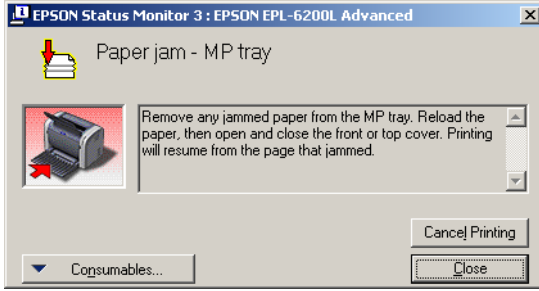 EPSON Status Monitor 3 : EPSON EPL-6200L Advanced
Paper jam - MP tray
Remove any jammed paper from the MP tray. Reload the
paper, then open and close the front or top cover. Printing
will resume from the page that jammed.
Cancel Printing
Consumables...
Close